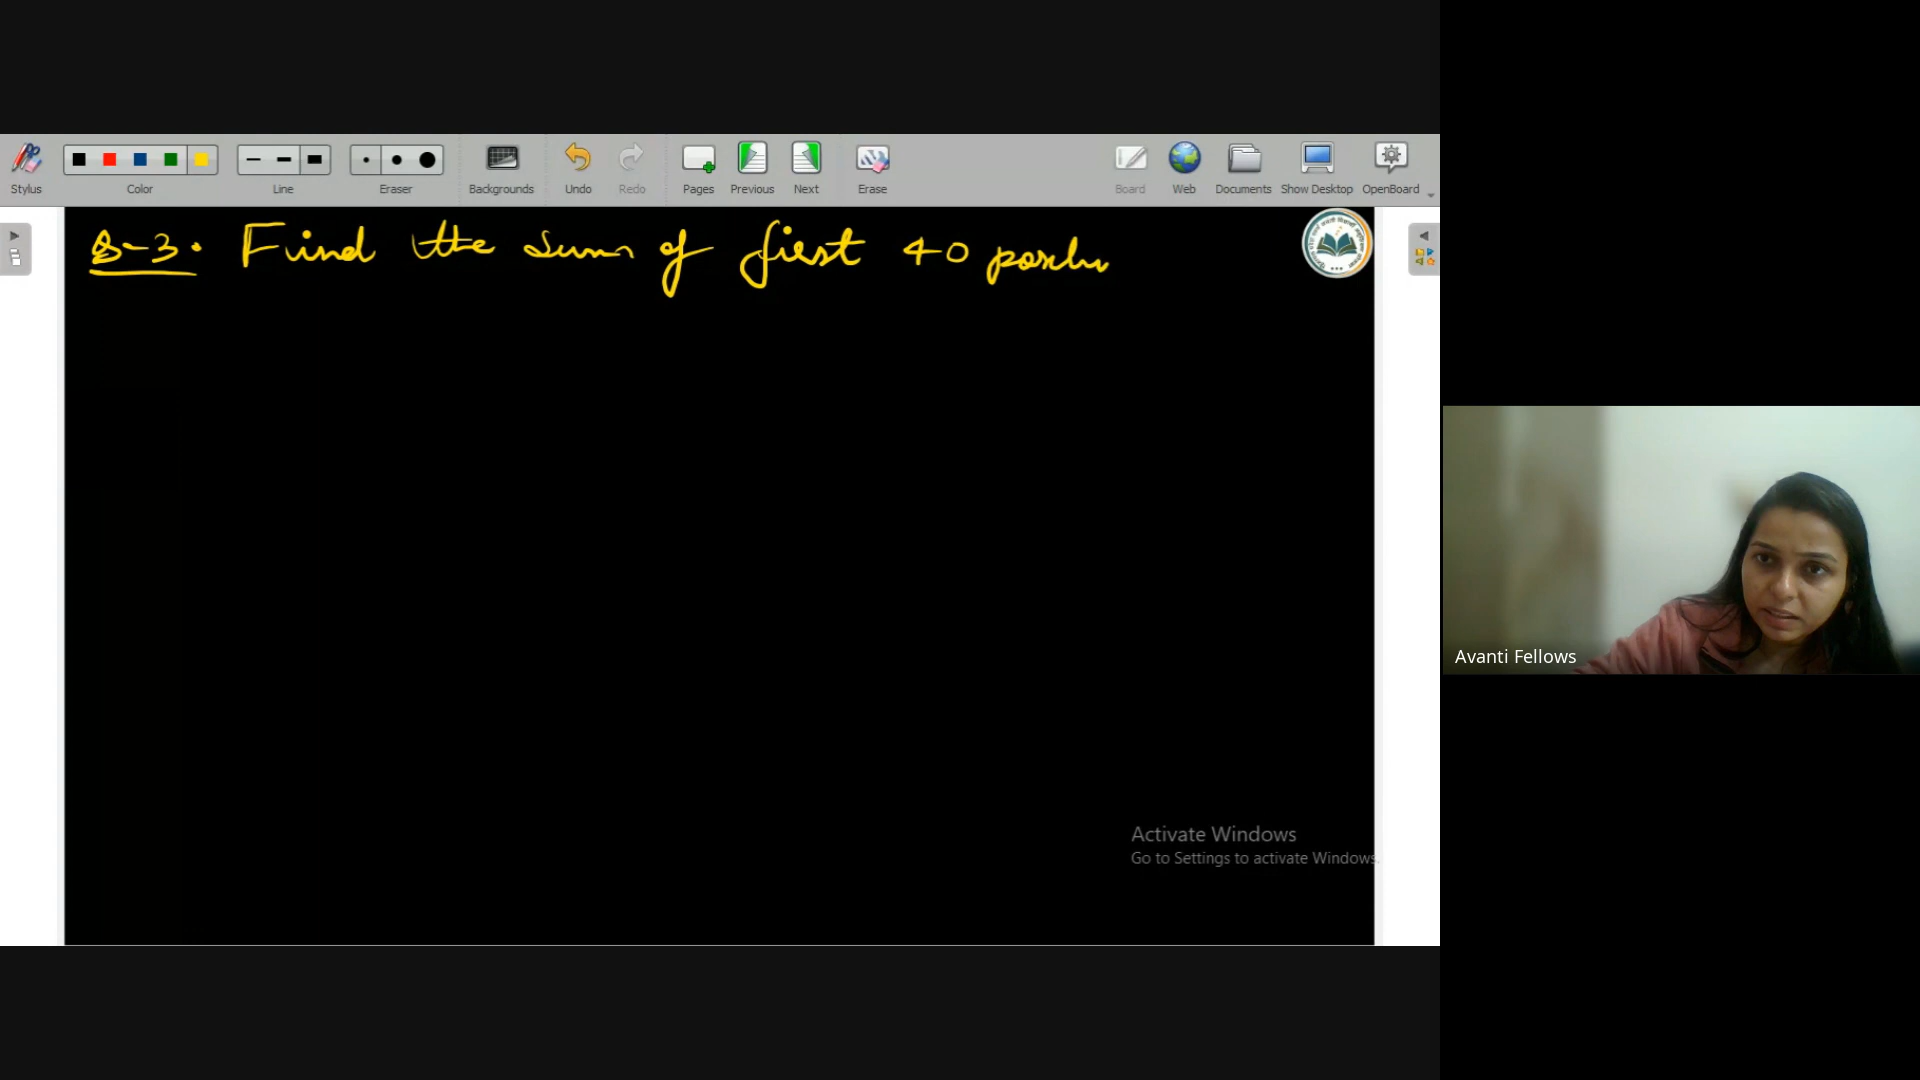 Stylus Color Line Eraser Backgrounds Undo Redo Pages Previous Next Erase Board Web Documents Show Desktop OpenBoard
Q-3. Find the sum of first 40
Avanti Fellows
Activate Windows
Go to Settings to activate Windows.